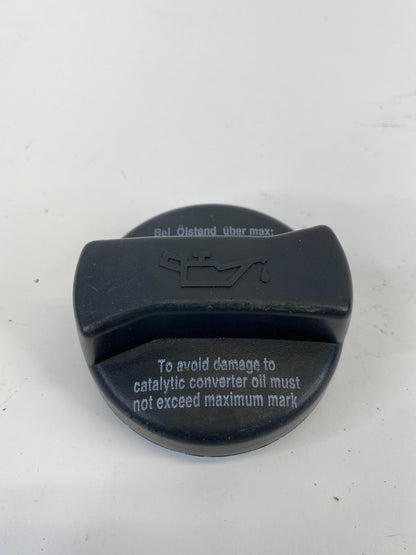 Bei Ölstand über max:
To avoid damage to
catalytic converter oil must
not exceed maximum mark